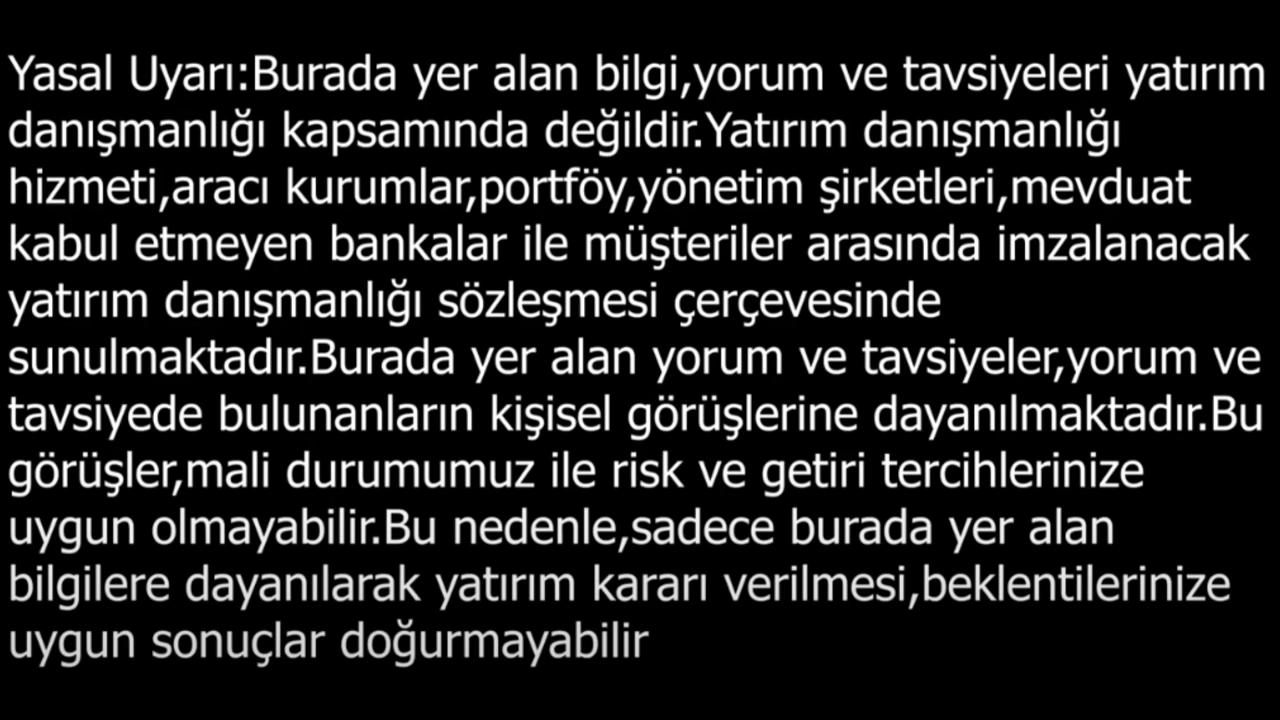 Yasal Uyarı:Burada yer alan bilgi,yorum ve tavsiyeleri yatırım
danışmanlığı kapsamında değildir.Yatırım danışmanlığı
hizmeti,aracı kurumlar,portföy,yönetim şirketleri,mevduat
kabul etmeyen bankalar ile müşteriler arasında imzalanacak
yatırım danışmanlığı sözleşmesi çerçevesinde
sunulmaktadır.Burada yer alan yorum ve tavsiyeler,yorum ve
tavsiyede bulunanların kişisel görüşlerine dayanılmaktadır.Bu
görüşler,mali durumumuz ile risk ve getiri tercihlerinize
uygun olmayabilir.Bu nedenle,sadece burada yer alan
bilgilere dayanılarak yatırım kararı verilmesi,beklentilerinize
uygun sonuçlar doğurmayabilir